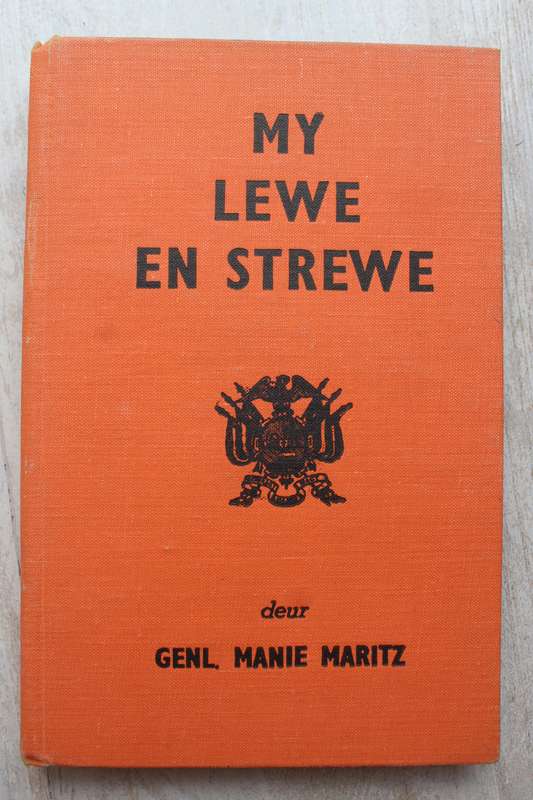 MY
LEWE
EN STREWE
deur
GENL. MANIE MARITZ